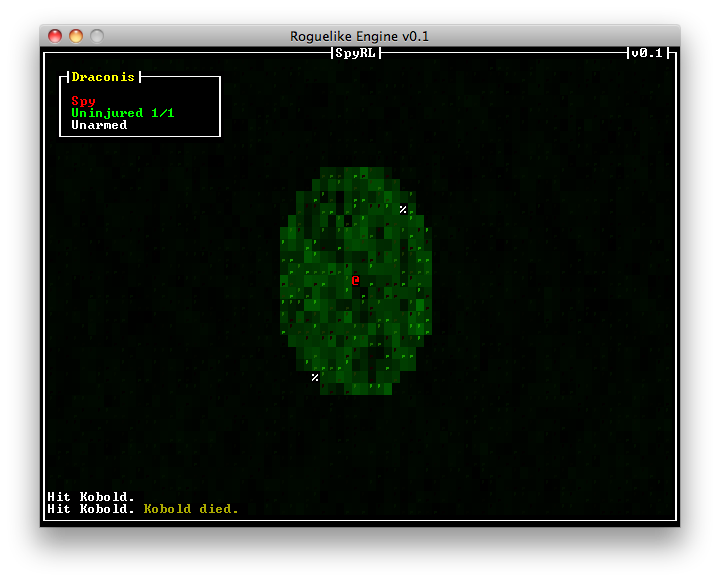 Roguelike Engine v0.1
SpyRL
v0.1
Draconis
Spy
Uninjured 1/1
Unarmed
%
@
%
Hit Kobold.
Hit Kobold. Kobold died.